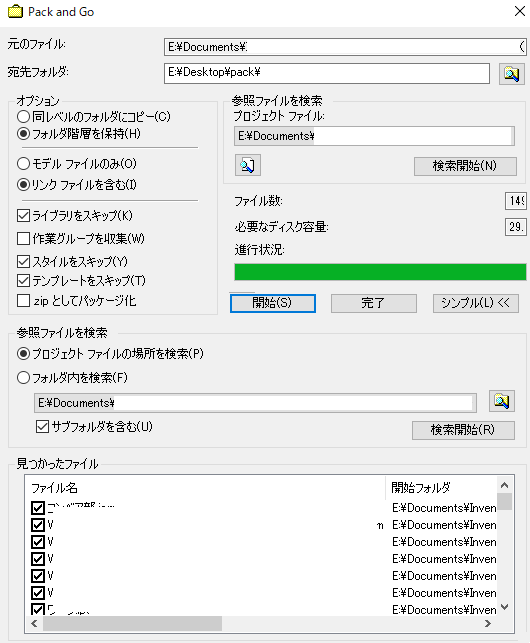 Pack and Go
元のファイル:
E:¥Documents¥
宛先フォルダ:
E:¥Desktop¥pack¥
オプション
同レベルのフォルダにコピー(C)
フォルダ階層を保持(H)
モデル ファイルのみ(O)
リンク ファイルを含む(I)
ライブラリをスキップ(K)
作業グループを収集(W)
スタイルをスキップ(Y)
テンプレートをスキップ(T)
.zip としてパッケージ化
参照ファイルを検索
プロジェクト ファイル:
E:¥Documents¥
検索開始(N)
ファイル数:
必要なディスク容量:
29.
進行状況:
開始(S)
完了
シンプル(L) <<
参照ファイルを検索
プロジェクト ファイルの場所を検索(P)
フォルダ内を検索(F)
E:¥Documents¥
サブフォルダを含む(U)
検索開始(R)
見つかったファイル
ファイル名
開始フォルダ
E:¥Documents¥Inven
E:¥Documents¥Inven
E:¥Documents¥Inven
E:¥Documents¥Inven
E:¥Documents¥Inven
E:¥Documents¥Inven
E:¥Documents¥Inven